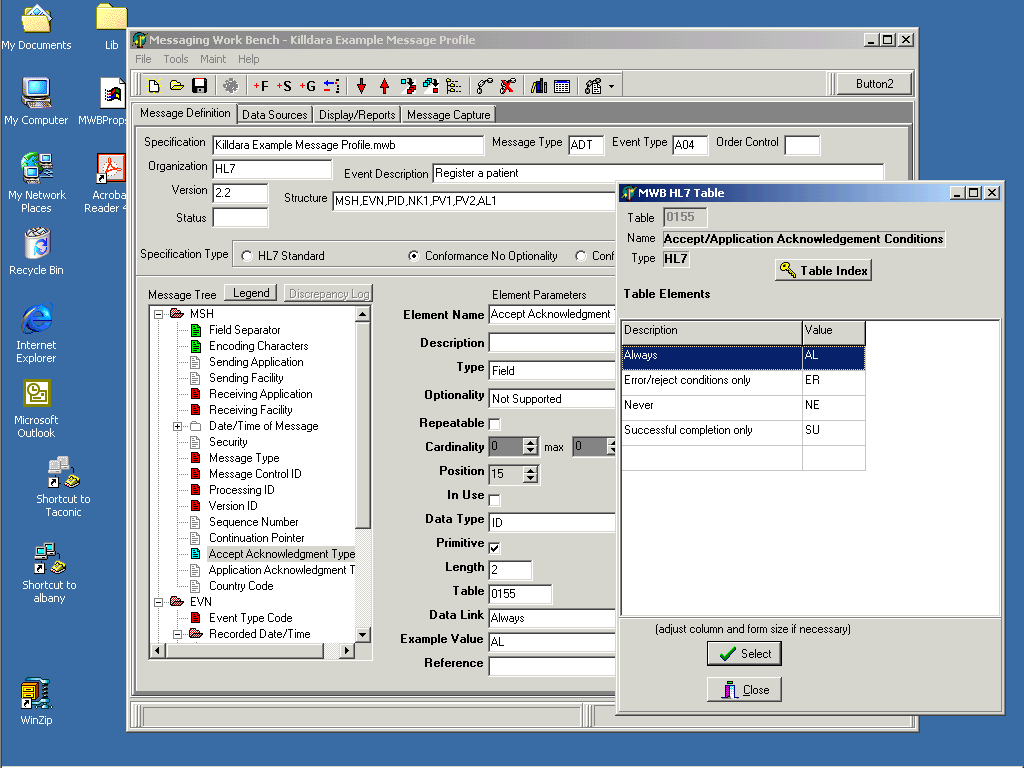 My Documents
Lib
My Computer
MWBProps
My Network
Places
Acroba
Reader 4
Recycle Bin
Internet
Explorer
Microsoft
Outlook
Shortcut to
Taconic
Shortcut to
albany
WinZip
Messaging Work Bench - Killdara Example Message Profile
File Tools Maint Help
+F +S +G
Button2
Message Definition Data Sources Display/Reports Message Capture
Specification Killdara Example Message Profile.mwb Message Type ADT Event Type A04 Order Control
Organization HL7 Event Description Register a patient
Version 2.2 Structure MSH,EVN,PID,NK1,PV1,PV2,AL1
Status
Specification Type HL7 Standard Conformance No Optionality Conf
Message Tree Legend Discrepancy Log
MSH
Field Separator
Encoding Characters
Sending Application
Sending Facility
Receiving Application
Receiving Facility
Date/Time of Message
Security
Message Type
Message Control ID
Processing ID
Version ID
Sequence Number
Continuation Pointer
Accept Acknowledgment Type
Application Acknowledgment T
Country Code
EVN
Event Type Code
Recorded Date/Time
Element Parameters
Element Name Accept Acknowledgment T
Description
Type Field
Optionality Not Supported
Repeatable
Cardinality 0 max 0
Position 15
In Use
Data Type ID
Primitive
Length 2
Table 0155
Data Link Always
Example Value AL
Reference
MWB HL7 Table
Table 0155
Name Accept/Application Acknowledgement Conditions
Type HL7
Table Index
Table Elements
Description Value
Always AL
Error/reject conditions only ER
Never NE
Successful completion only SU
(adjust column and form size if necessary)
Select
Close